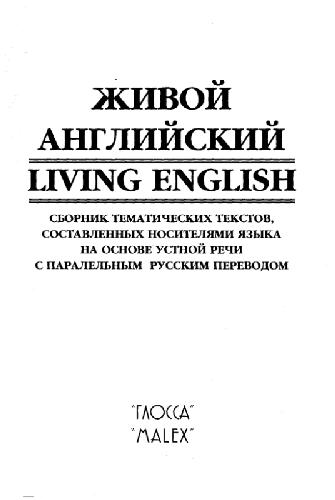 ЖИВОЙ
АНГЛИЙСКИЙ
LIVING ENGLISH
СБОРНИК ТЕМАТИЧЕСКИХ ТЕКСТОВ,
СОСТАВЛЕННЫХ НОСИТЕЛЯМИ ЯЗЫКА
НА ОСНОВЕ УСТНОЙ РЕЧИ
С ПАРАЛЕЛЬНЫМ РУССКИМ ПЕРЕВОДОМ
"ГЛОССА"
"MALEX"